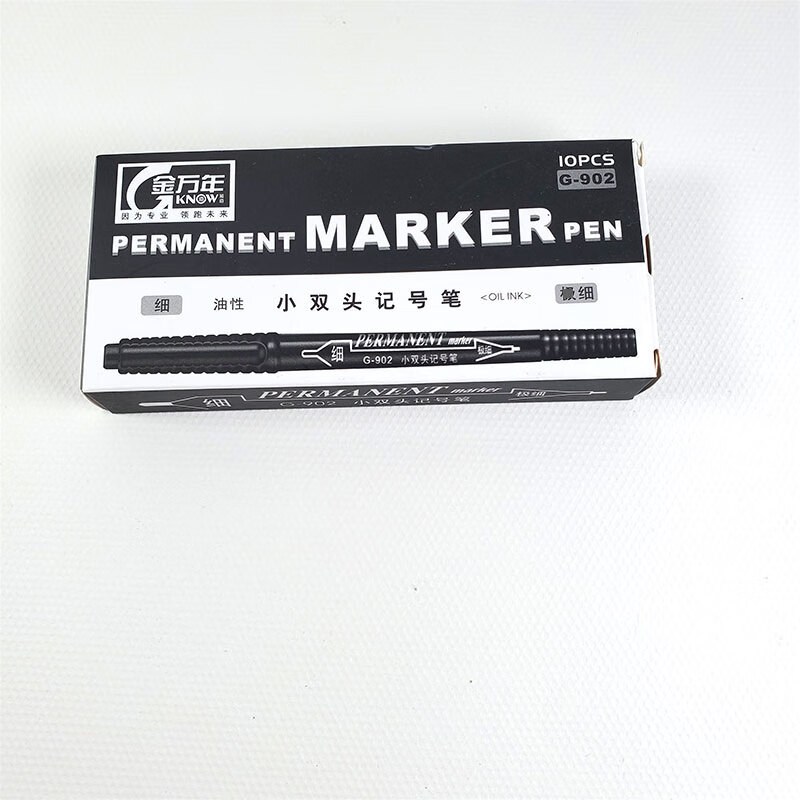 金万年
KNOW
因为专业 领跑未来
10PCS
G-902
PERMANENT MARKER PEN
细 油性 小双头记号笔 <OIL INK> 极细
PERMANENT marker
细 G-902 小双头记号笔 极细
PERMANENT marker
细 G-902 小双头记号笔 极细